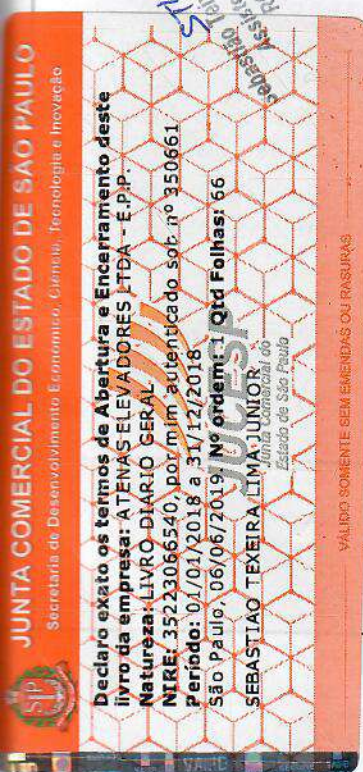 JUNTA COMERCIAL DO ESTADO DE SÃO PAULO
Secretaria de Desenvolvimento Econômico, Ciência, Tecnologia e Inovação
Declaro exato os termos de Abertura e Encerramento deste
livro da empresa: ATENAS ELEVADORES LTDA - E.P.P.
Natureza: LIVRO DIARIO GERAL
NIRE: 35223066540, por mim autenticado sob nº 350661
Período: 01/01/2018 a 31/12/2018
São Paulo, 06/06/2019. Nº ordem: 1 Qtd Folhas: 66
SEBASTIAO TEXEIRA LIMA JUNIOR
JUCESP
Junta Comercial do
Estado de São Paulo
VÁLIDO SOMENTE SEM EMENDAS OU RASURAS
SP
Sebastião